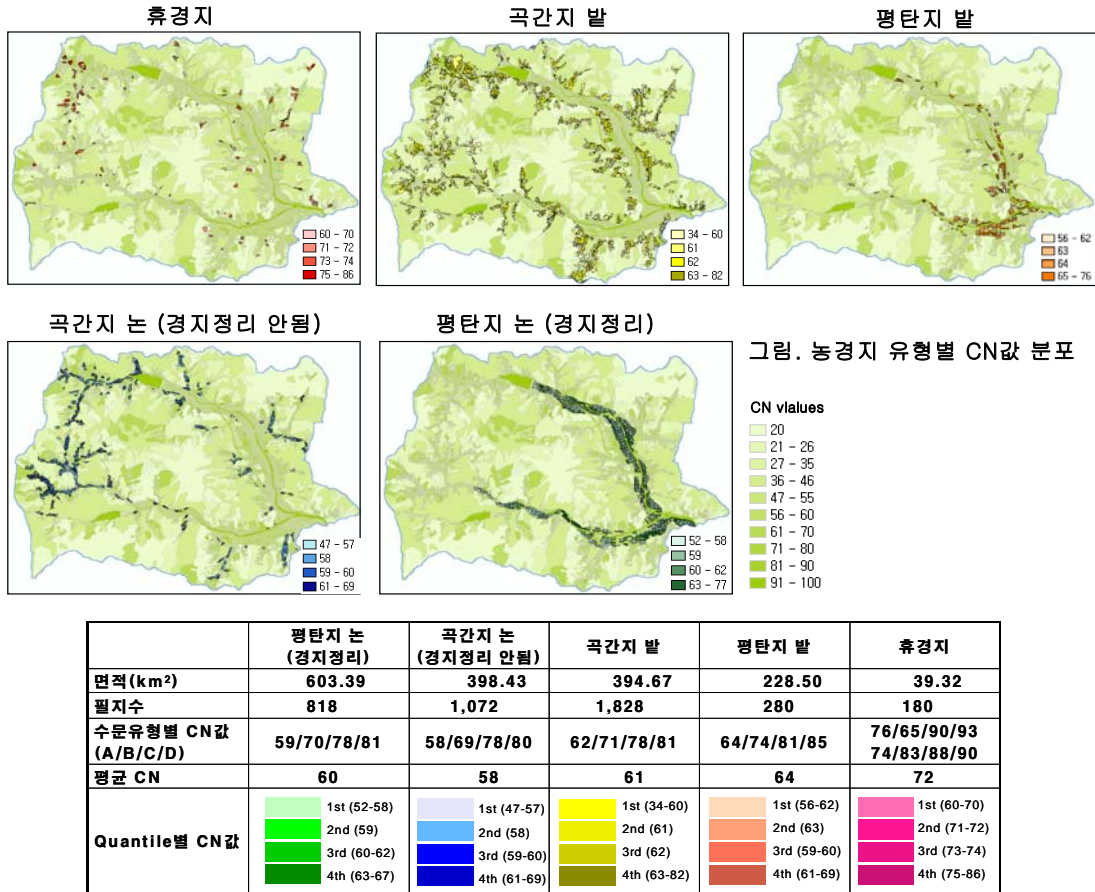 휴경지
곡간지 밭
평탄지 밭
60 - 70
71 - 72
73 - 74
75 - 86
34 - 60
61
62
63 - 82
56 - 62
63
64
65 - 76
곡간지 논 (경지정리 안됨)
평탄지 논 (경지정리)
그림. 농경지 유형별 CN값 분포
47 - 57
58
59 - 60
61 - 69
52 - 58
59
60 - 62
63 - 77
CN vlalues
20
21 - 26
27 - 35
36 - 46
47 - 55
56 - 60
61 - 70
71 - 80
81 - 90
91 - 100
평탄지 논 (경지정리) 곡간지 논 (경지정리 안됨) 곡간지 밭 평탄지 밭 휴경지
면적(km²) 603.39 398.43 394.67 228.50 39.32
필지수 818 1,072 1,828 280 180
수문유형별 CN값 (A/B/C/D) 59/70/78/81 58/69/78/80 62/71/78/81 64/74/81/85 76/65/90/93 74/83/88/90
평균 CN 60 58 61 64 72
Quantile별 CN값
1st (52-58) 1st (47-57) 1st (34-60) 1st (56-62) 1st (60-70)
2nd (59) 2nd (58) 2nd (61) 2nd (63) 2nd (71-72)
3rd (60-62) 3rd (59-60) 3rd (62) 3rd (59-60) 3rd (73-74)
4th (63-67) 4th (61-69) 4th (63-82) 4th (61-69) 4th (75-86)